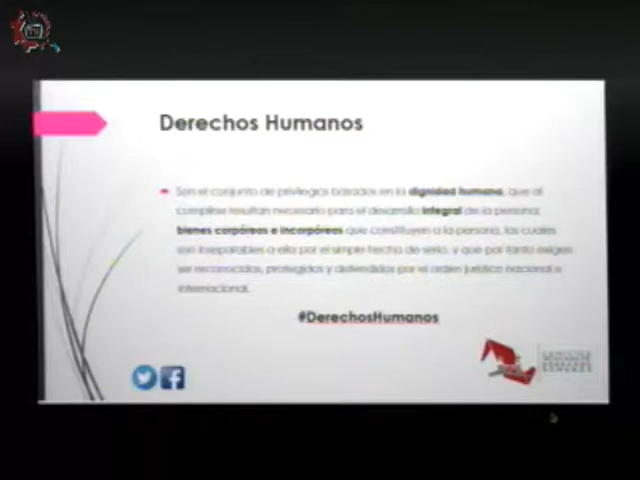 Derechos Humanos
Son el conjunto de privilegios basados en la dignidad humana, que al
cumplirse resultan necesario para el desarrollo integral de la persona;
bienes corpóreos e incorpóreos que constituyen a la persona, los cuales
son inseparables a ella por el simple hecho de serlo, y que por tanto exigen
ser reconocidos, protegidos y defendidos por el orden jurídico nacional e
internacional.
#DerechosHumanos